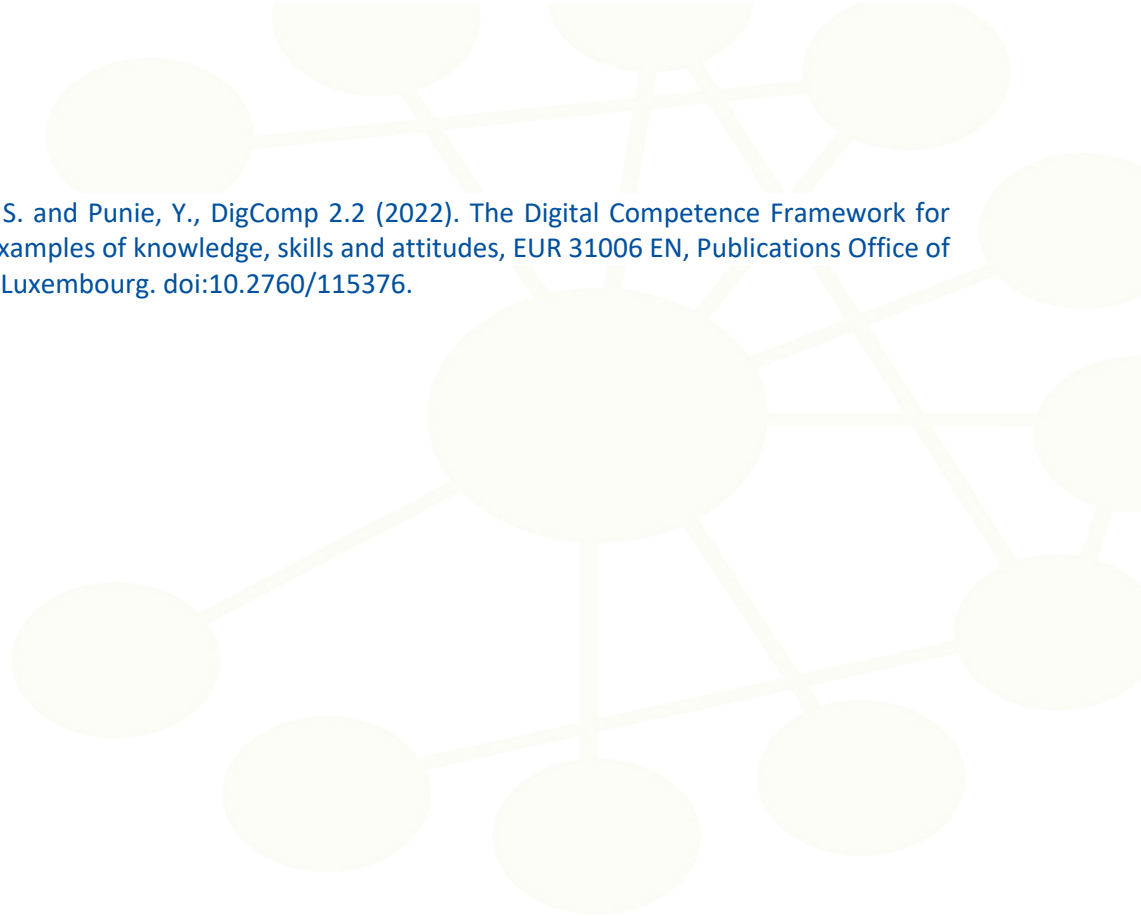 S. and Punie, Y., DigComp 2.2 (2022). The Digital Competence Framework for
xamples of knowledge, skills and attitudes, EUR 31006 EN, Publications Office of
Luxembourg. doi:10.2760/115376.